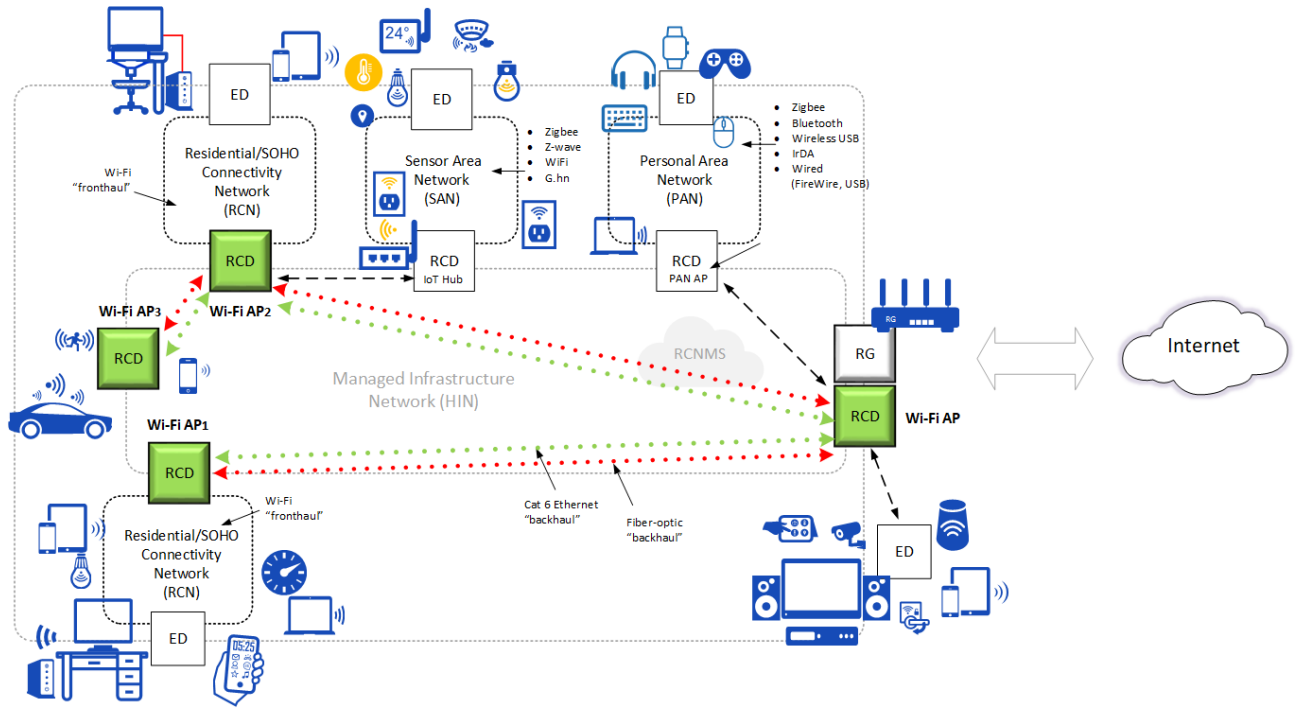 24°
ED
ED
ED
Residential/SOHO
Connectivity
Network
(RCN)
Wi-Fi
“fronthaul”
Sensor Area
Network
(SAN)
• Zigbee
• Z-wave
• WiFi
• G.hn
Personal Area
Network
(PAN)
• Zigbee
• Bluetooth
• Wireless USB
• IrDA
• Wired
(FireWire, USB)
RCD
RCD
IoT Hub
RCD
PAN AP
Wi-Fi AP3
Wi-Fi AP2
RCD
RG
RG
RCNMS
Internet
Managed Infrastructure
Network (HIN)
RCD
Wi-Fi AP
Wi-Fi AP1
RCD
Wi-Fi
“fronthaul”
Cat 6 Ethernet
“backhaul”
Fiber-optic
“backhaul”
Residential/SOHO
Connectivity
Network
(RCN)
ED
ED
05:25